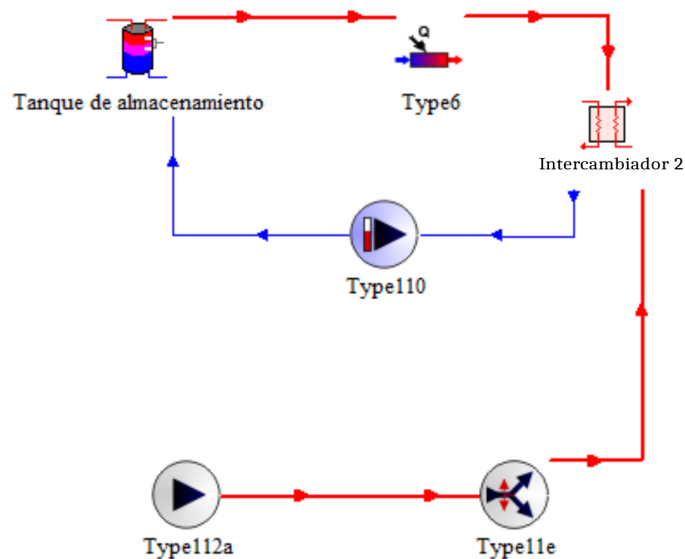 Q
Tanque de almacenamiento
Type6
Intercambiador 2
Type110
Type112a
Type11e